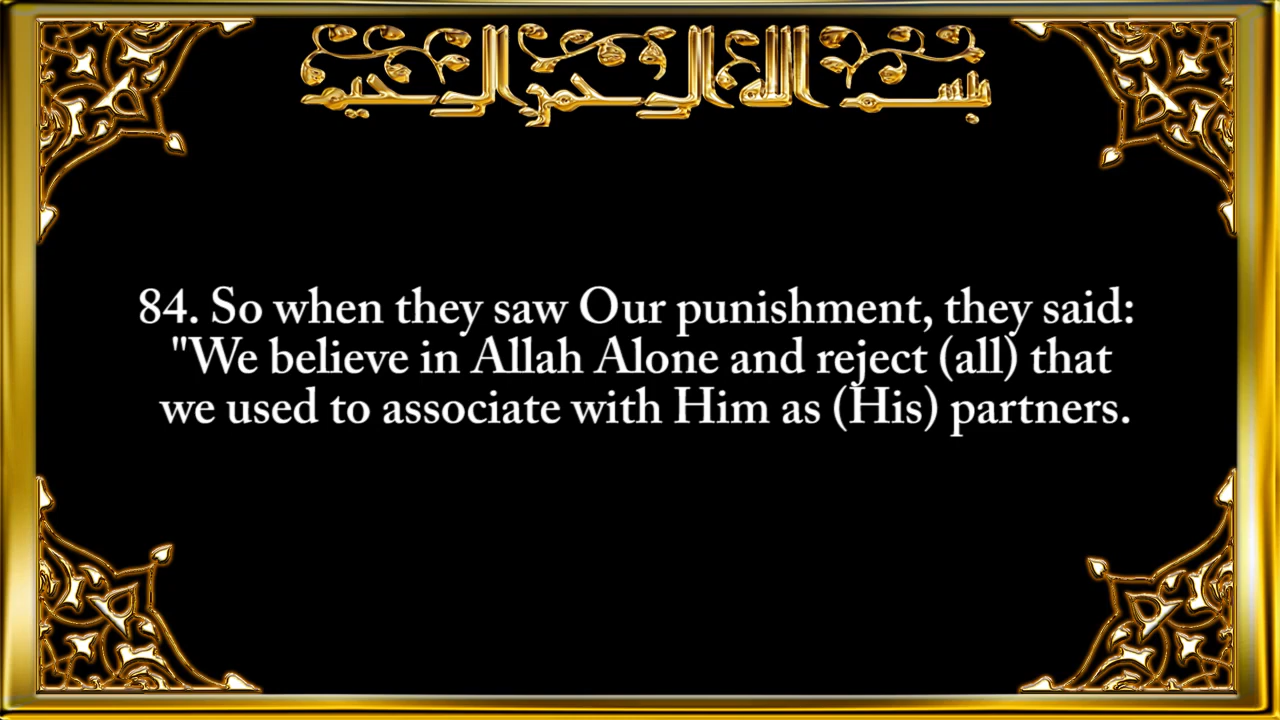 بسم الله الرحمن الرحيم
84. So when they saw Our punishment, they said:
"We believe in Allah Alone and reject (all) that
we used to associate with Him as (His) partners.